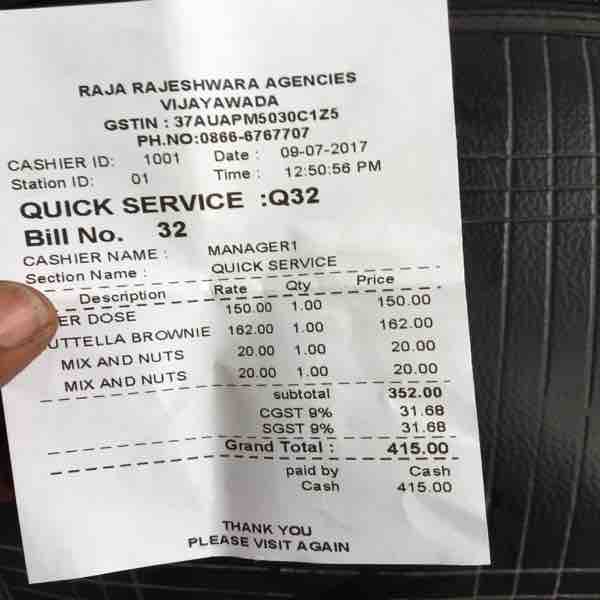 RAJA RAJESHWARA AGENCIES
VIJAYAWADA
GSTIN : 37AUAPM5030C1Z5
PH.NO:0866-6767707
CASHIER ID: 1001 Date : 09-07-2017
Station ID: 01 Time : 12:50:56 PM
QUICK SERVICE :Q32
Bill No. 32
CASHIER NAME : MANAGER1
Section Name : QUICK SERVICE
Description Rate Qty Price
ER DOSE 150.00 1.00 150.00
UTTELLA BROWNIE 162.00 1.00 162.00
MIX AND NUTS 20.00 1.00 20.00
MIX AND NUTS 20.00 1.00 20.00
subtotal 352.00
CGST 9% 31.68
SGST 9% 31.68
Grand Total : 415.00
paid by Cash
Cash 415.00
THANK YOU
PLEASE VISIT AGAIN